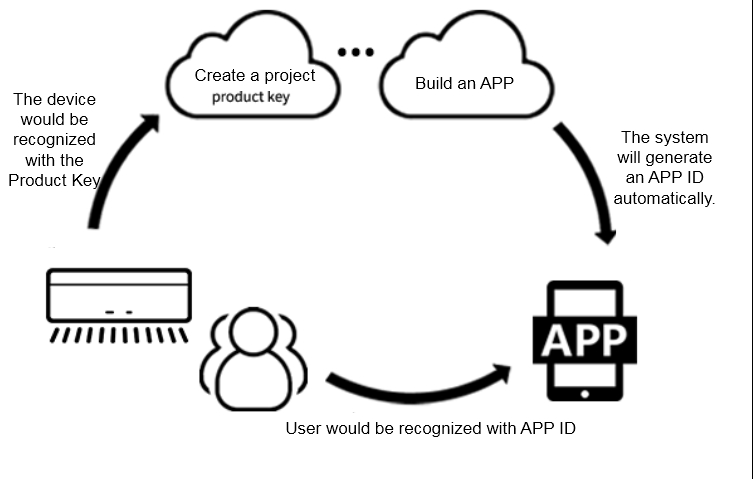 Create a project
product key
Build an APP
The device
would be
recognized
with the
Product Key
The system
will generate
an APP ID
automatically.
APP
User would be recognized with APP ID